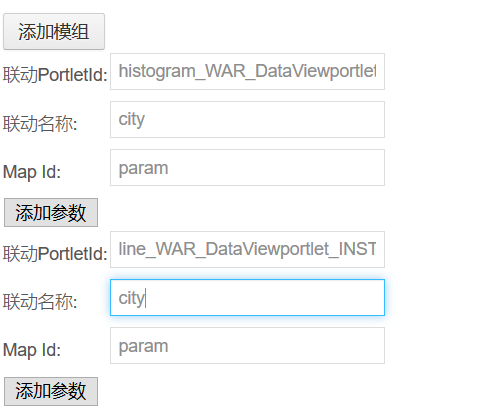 添加模组
联动PortletId: histogram_WAR_DataViewportlet
联动名称: city
Map Id: param
添加参数
联动PortletId: line_WAR_DataViewportlet_INST
联动名称: city
Map Id: param
添加参数